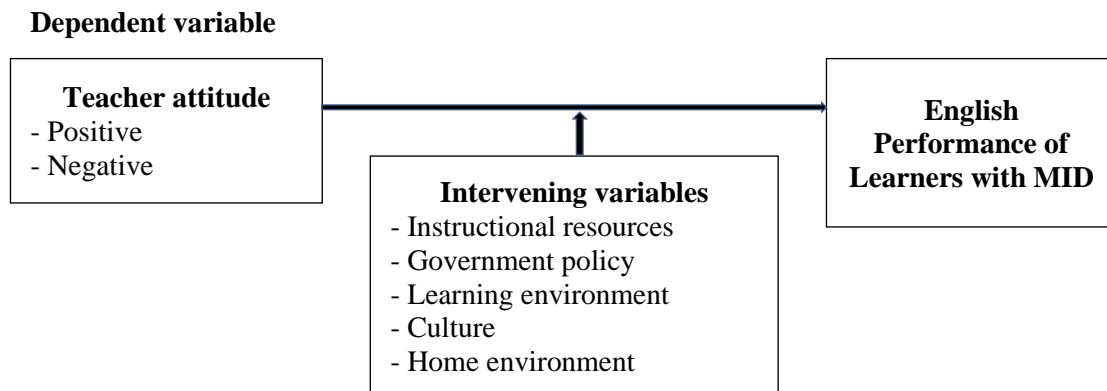 Dependent variable
Teacher attitude
- Positive
- Negative
English
Performance of
Learners with MID
Intervening variables
- Instructional resources
- Government policy
- Learning environment
- Culture
- Home environment